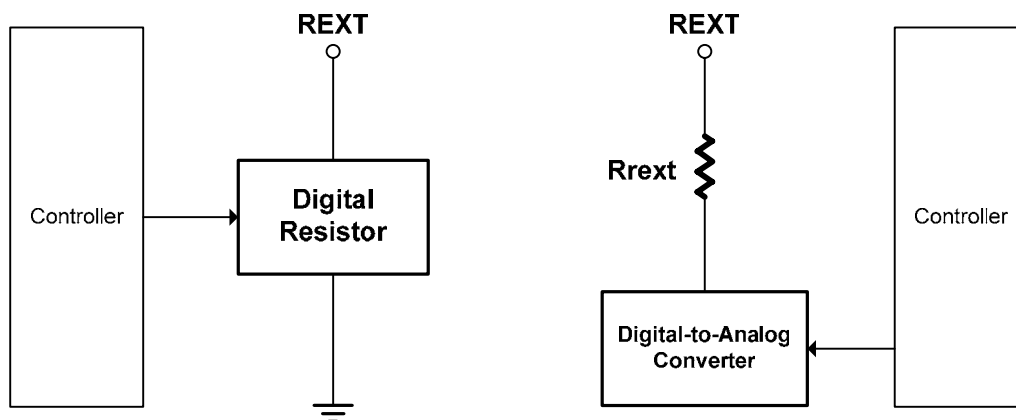 REXT
Controller
Digital
Resistor
REXT
Rrext
Digital-to-Analog
Converter
Controller